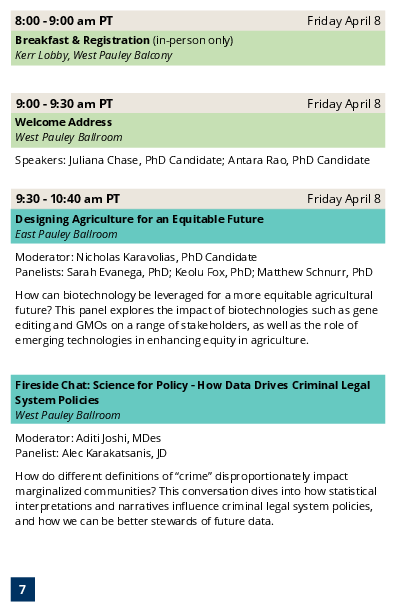 8:00 - 9:00 am PT Friday April 8
Breakfast & Registration (in-person only)
Kerr Lobby, West Pauley Balcony
9:00 - 9:30 am PT Friday April 8
Welcome Address
West Pauley Ballroom
Speakers: Juliana Chase, PhD Candidate; Antara Rao, PhD Candidate
9:30 - 10:40 am PT Friday April 8
Designing Agriculture for an Equitable Future
East Pauley Ballroom
Moderator: Nicholas Karavolias, PhD Candidate
Panelists: Sarah Evanega, PhD; Keolu Fox, PhD; Matthew Schnurr, PhD
How can biotechnology be leveraged for a more equitable agricultural
future? This panel explores the impact of biotechnologies such as gene
editing and GMOs on a range of stakeholders, as well as the role of
emerging technologies in enhancing equity in agriculture.
Fireside Chat: Science for Policy - How Data Drives Criminal Legal
System Policies
West Pauley Ballroom
Moderator: Aditi Joshi, MDes
Panelist: Alec Karakatsanis, JD
How do different definitions of “crime” disproportionately impact
marginalized communities? This conversation dives into how statistical
interpretations and narratives influence criminal legal system policies,
and how we can be better stewards of future data.
7